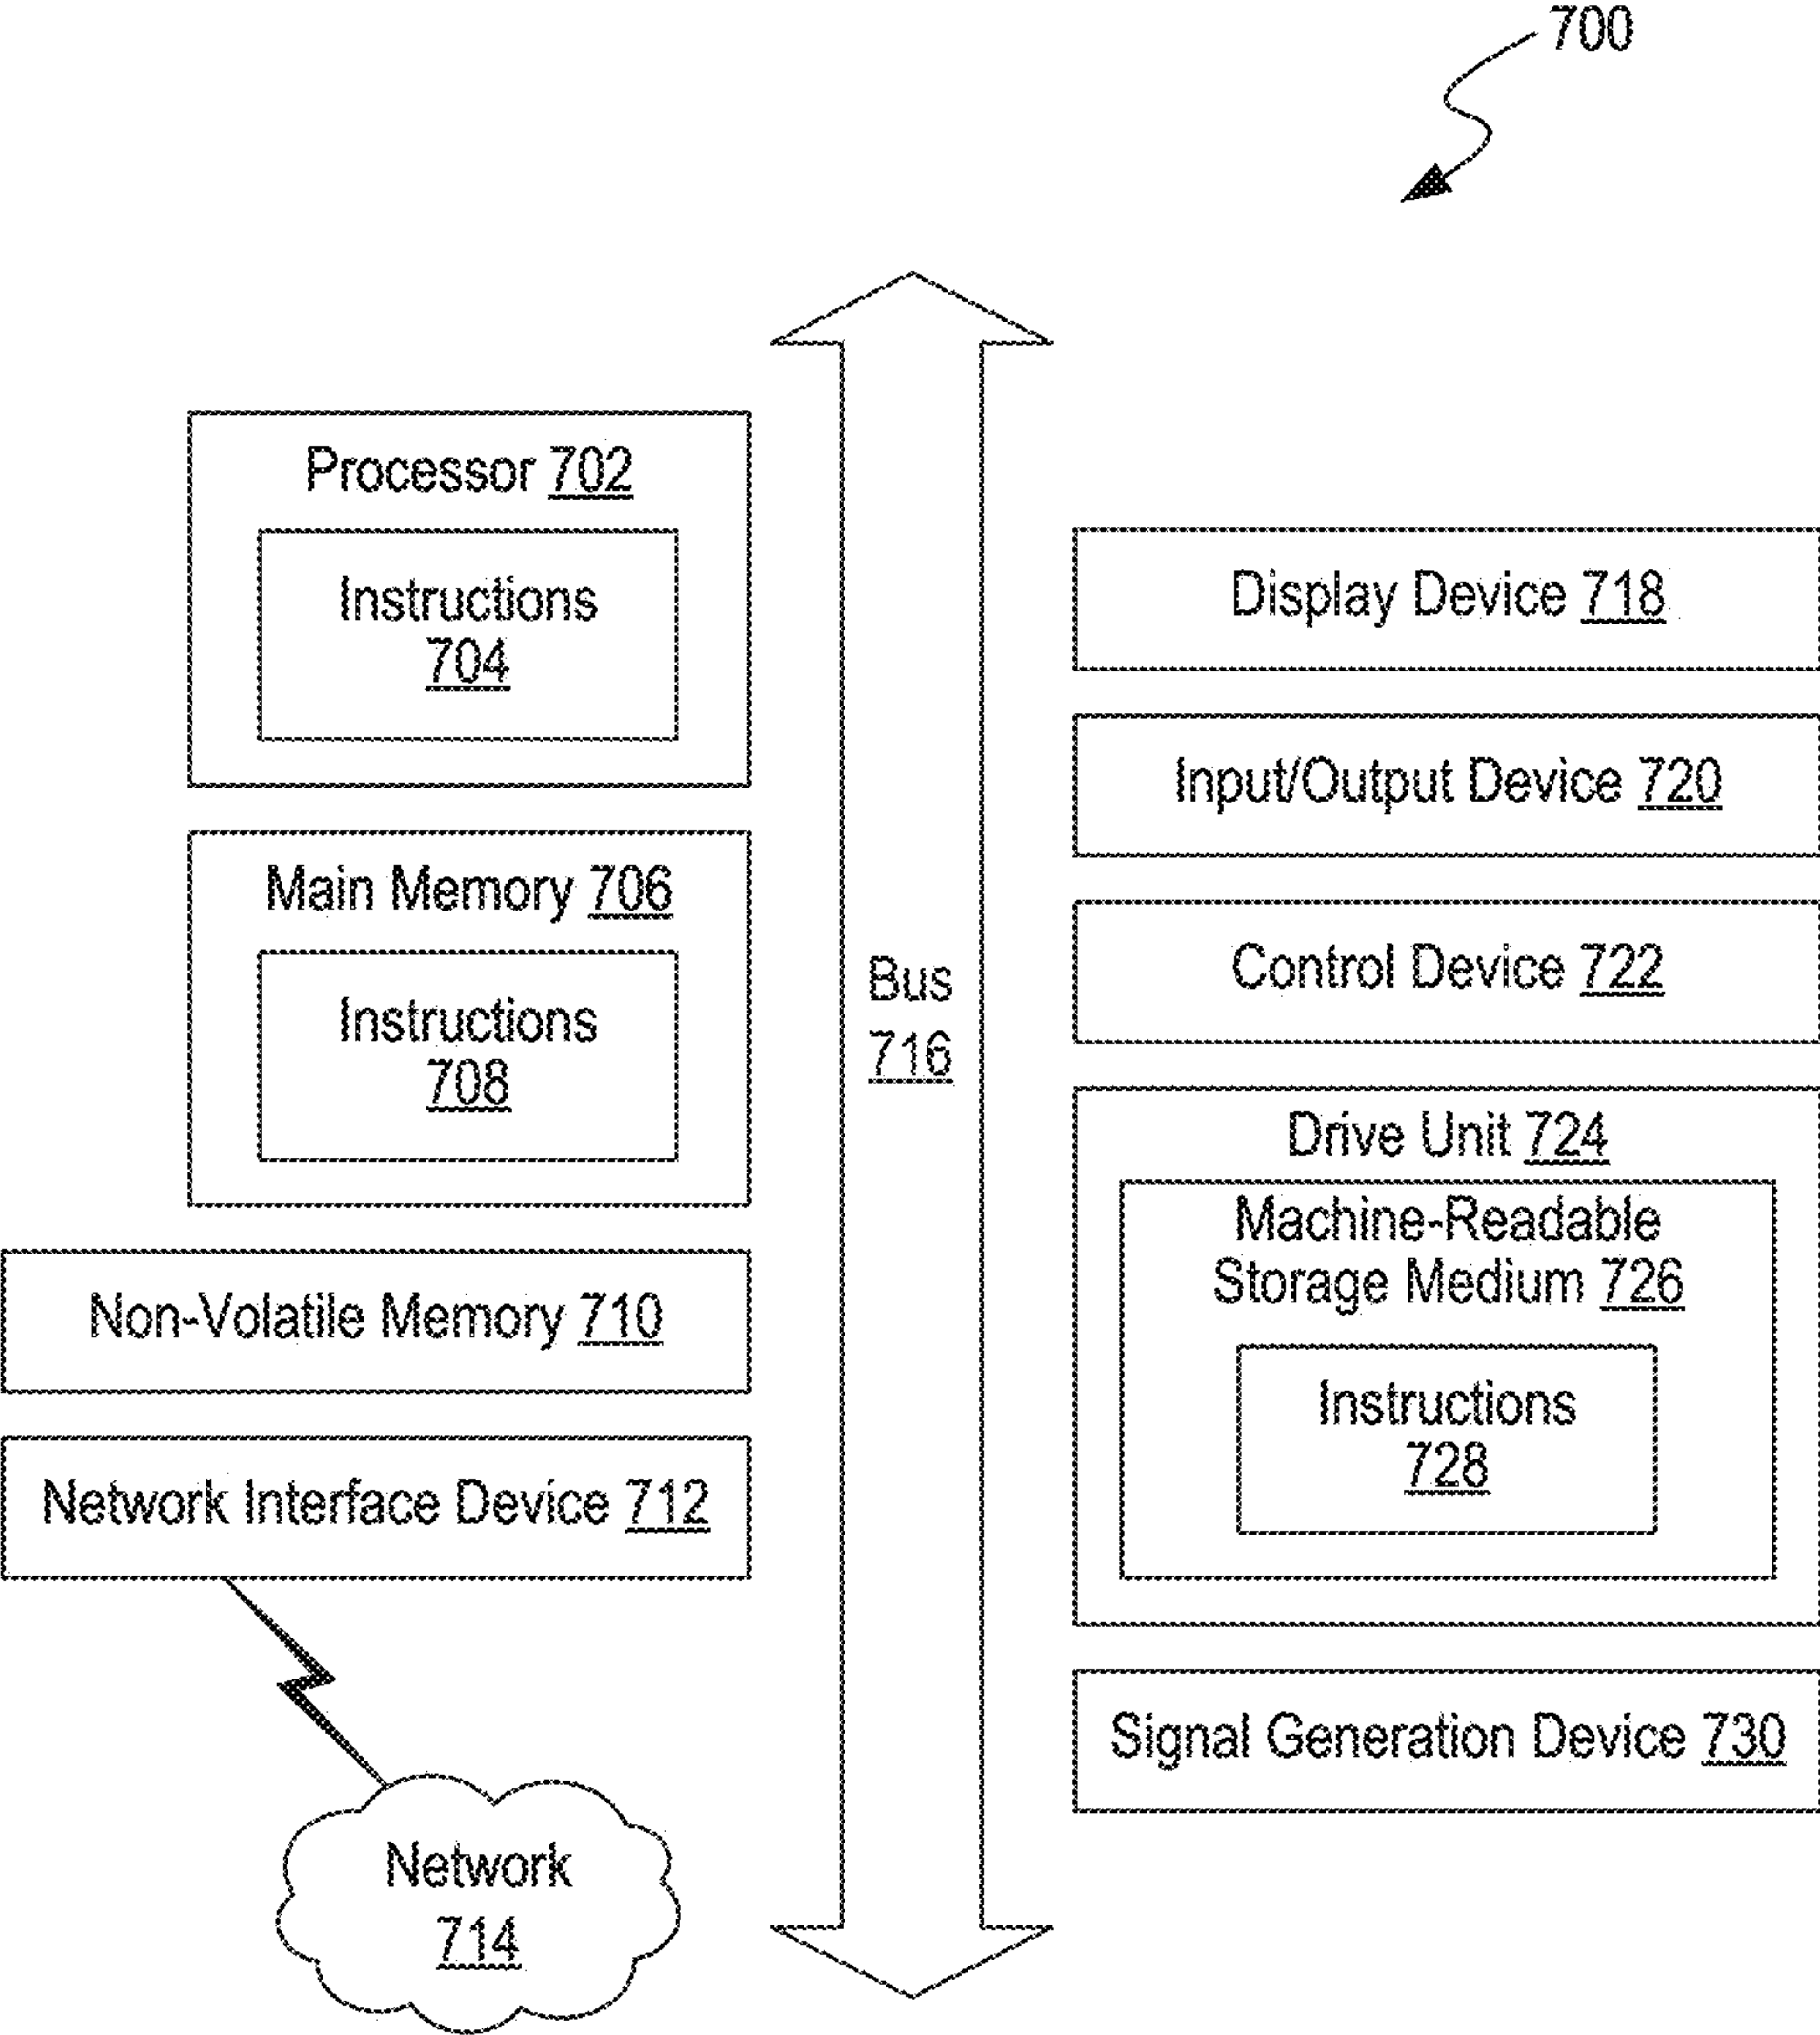 700
Processor 702
Instructions
704
Main Memory 706
Instructions
708
Non-Volatile Memory 710
Network Interface Device 712
Network
714
Bus
716
Display Device 718
Input/Output Device 720
Control Device 722
Drive Unit 724
Machine-Readable
Storage Medium 726
Instructions
728
Signal Generation Device 730